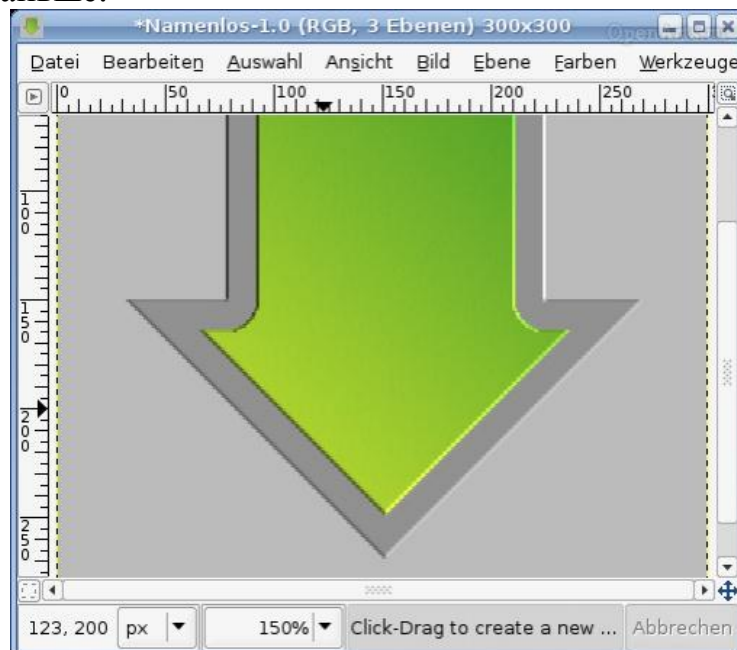 *Namenlos-1.0 (RGB, 3 Ebenen) 300x300
Datei Bearbeiten Auswahl Ansicht Bild Ebene Farben Werkzeuge
0 50 100 150 200 250
100
150
200
250
123, 200 px 150% Click-Drag to create a new ... Abbrechen